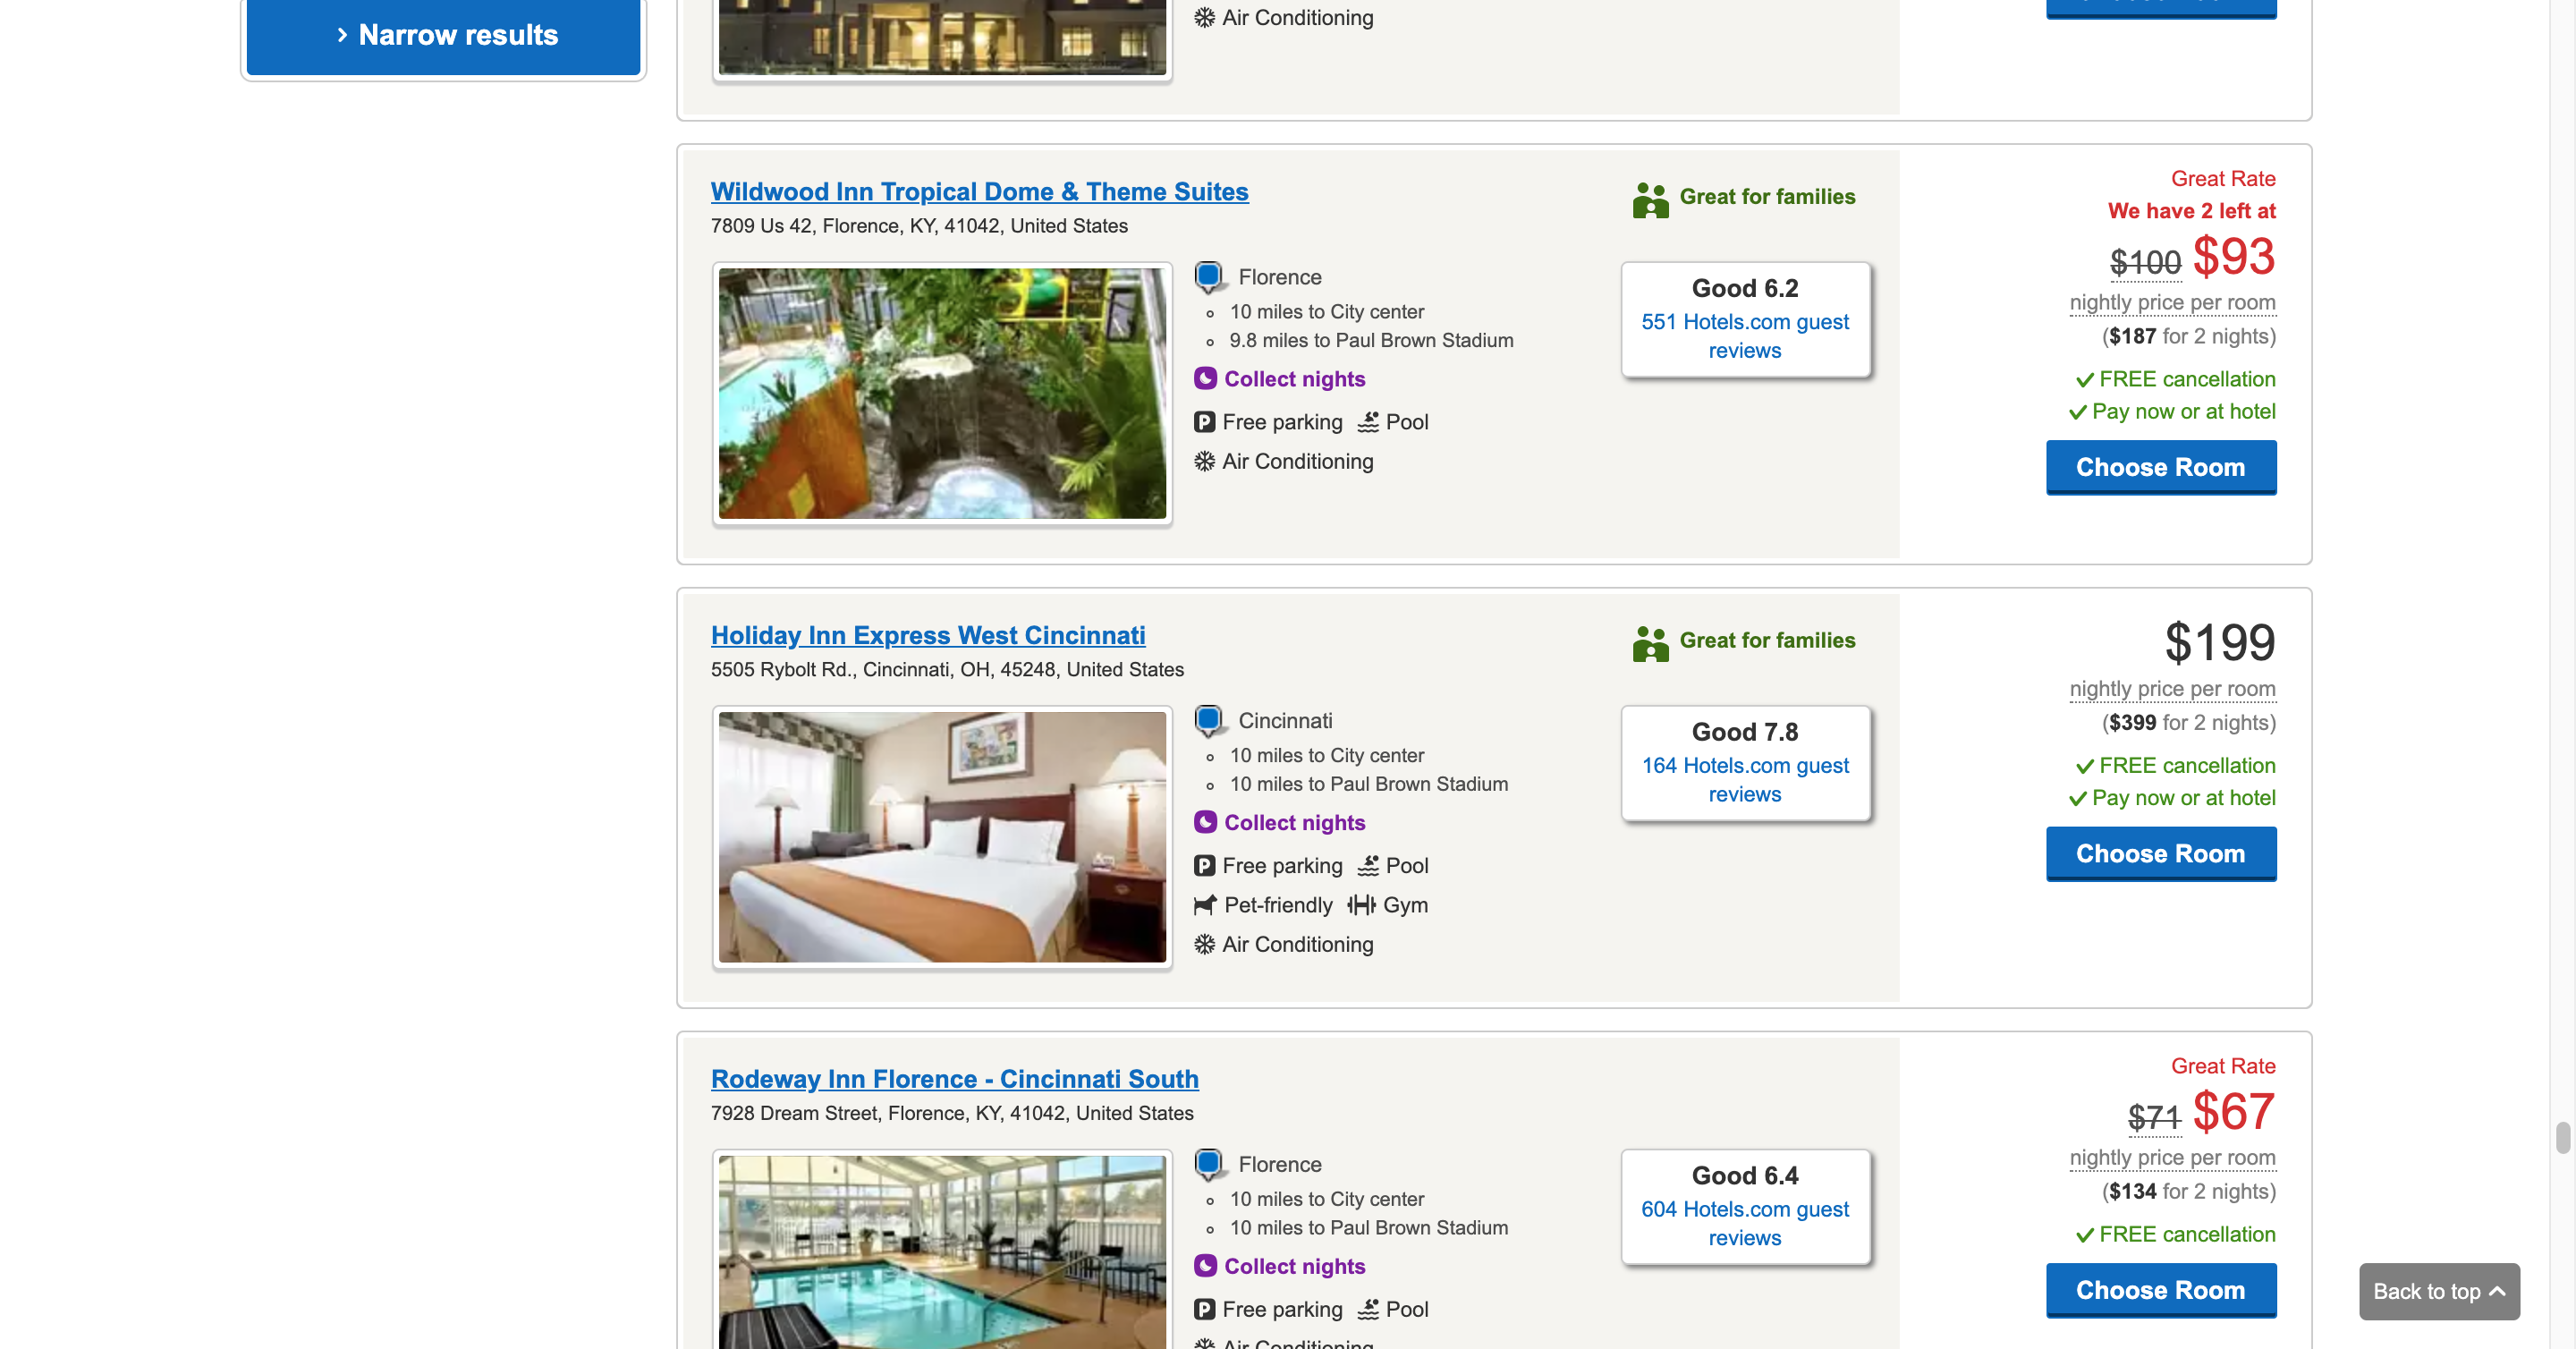 › Narrow results
Air Conditioning
Wildwood Inn Tropical Dome & Theme Suites
7809 Us 42, Florence, KY, 41042, United States
Great for families
Florence
10 miles to City center
9.8 miles to Paul Brown Stadium
Collect nights
P Free parking Pool
Air Conditioning
Good 6.2
551 Hotels.com guest
reviews
Great Rate
We have 2 left at
$100 $93
nightly price per room
($187 for 2 nights)
FREE cancellation
Pay now or at hotel
Choose Room
Holiday Inn Express West Cincinnati
5505 Rybolt Rd., Cincinnati, OH, 45248, United States
Great for families
Cincinnati
10 miles to City center
10 miles to Paul Brown Stadium
Collect nights
P Free parking Pool
Pet-friendly Gym
Air Conditioning
Good 7.8
164 Hotels.com guest
reviews
$199
nightly price per room
($399 for 2 nights)
FREE cancellation
Pay now or at hotel
Choose Room
Rodeway Inn Florence - Cincinnati South
7928 Dream Street, Florence, KY, 41042, United States
Florence
10 miles to City center
10 miles to Paul Brown Stadium
Collect nights
P Free parking Pool
Air Conditioning
Good 6.4
604 Hotels.com guest
reviews
Great Rate
$71 $67
nightly price per room
($134 for 2 nights)
FREE cancellation
Choose Room
Back to top